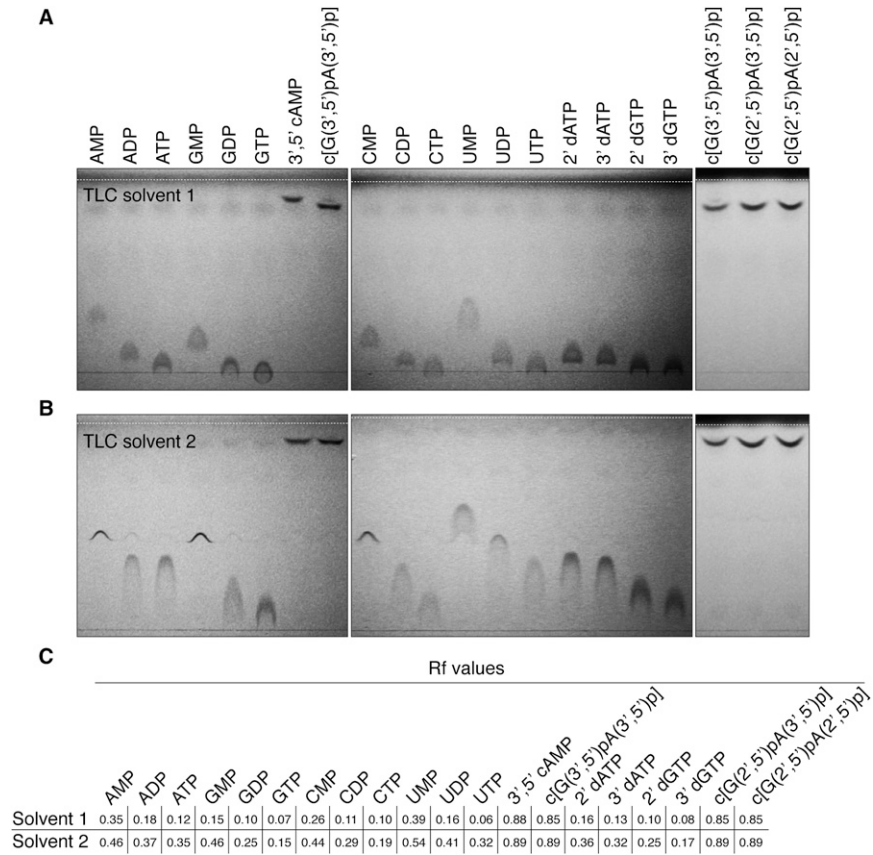 A
AMP
ADP
ATP
GMP
GDP
GTP
3',5' cAMP
c[G(3',5')pA(3',5')p]
CMP
CDP
CTP
UMP
UDP
UTP
2' dATP
3' dATP
2' dGTP
3' dGTP
c[G(3',5')pA(3',5')p]
c[G(2',5')pA(3',5')p]
c[G(2',5')pA(2',5')p]
TLC solvent 1
B
TLC solvent 2
C
Rf values
AMP
ADP
ATP
GMP
GDP
GTP
CMP
CDP
CTP
UMP
UDP
UTP
3',5' cAMP
c[G(3',5')pA(3',5')p]
2' dATP
3' dATP
2' dGTP
3' dGTP
c[G(2',5')pA(3',5')p]
c[G(2',5')pA(2',5')p]
Solvent 1 0.35 0.18 0.12 0.15 0.10 0.07 0.26 0.11 0.10 0.39 0.16 0.06 0.88 0.85 0.16 0.13 0.10 0.08 0.85 0.85
Solvent 2 0.46 0.37 0.35 0.46 0.25 0.15 0.44 0.29 0.19 0.54 0.41 0.32 0.89 0.89 0.36 0.32 0.25 0.17 0.89 0.89